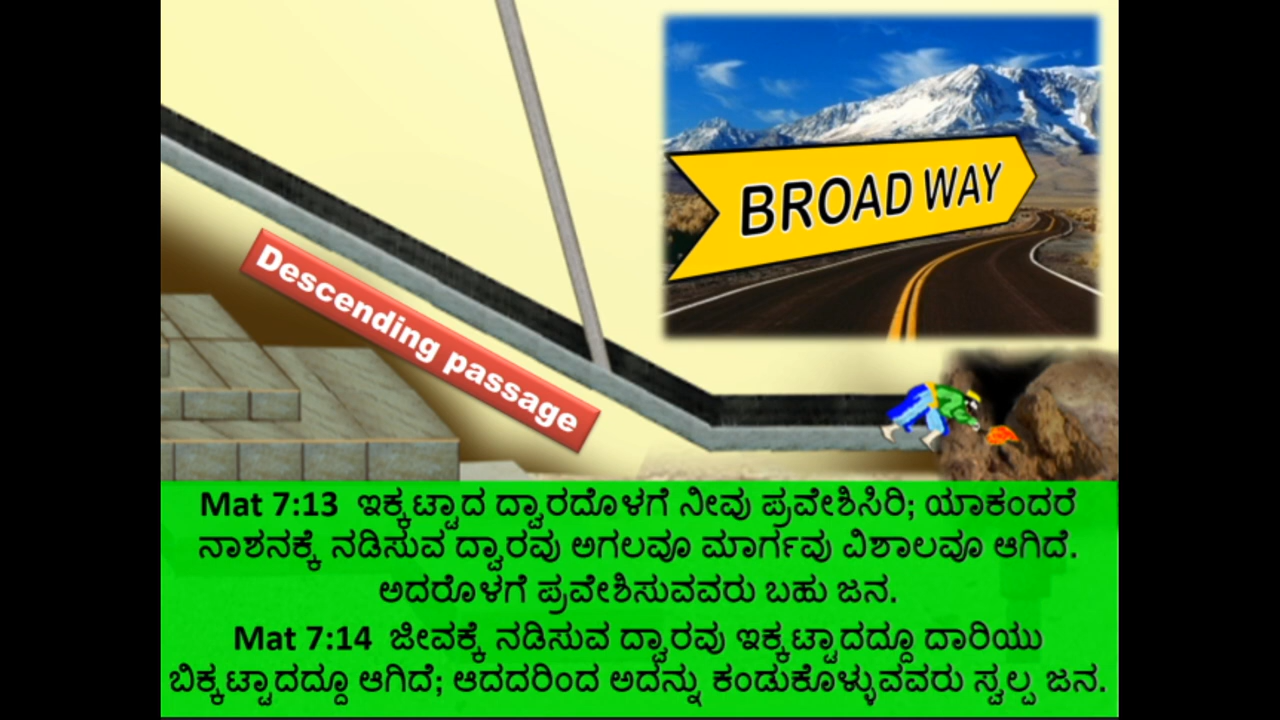 BROAD WAY
Descending passage
Mat 7:13 ಇಕ್ಕಟ್ಟಾದ ದ್ವಾರದೊಳಗೆ ನೀವು ಪ್ರವೇಶಿಸಿರಿ; ಯಾಕಂದರೆ
ನಾಶನಕ್ಕೆ ನಡಿಸುವ ದ್ವಾರವು ಅಗಲವೂ ಮಾರ್ಗವು ವಿಶಾಲವೂ ಆಗಿದೆ.
ಅದರೊಳಗೆ ಪ್ರವೇಶಿಸುವವರು ಬಹು ಜನ.
Mat 7:14 ಜೀವಕ್ಕೆ ನಡಿಸುವ ದ್ವಾರವು ಇಕ್ಕಟ್ಟಾದದ್ದೂ ದಾರಿಯು
ಬಿಕ್ಕಟ್ಟಾದದ್ದೂ ಆಗಿದೆ; ಆದದರಿಂದ ಅದನ್ನು ಕಂಡುಕೊಳ್ಳುವವರು ಸ್ವಲ್ಪ ಜನ.